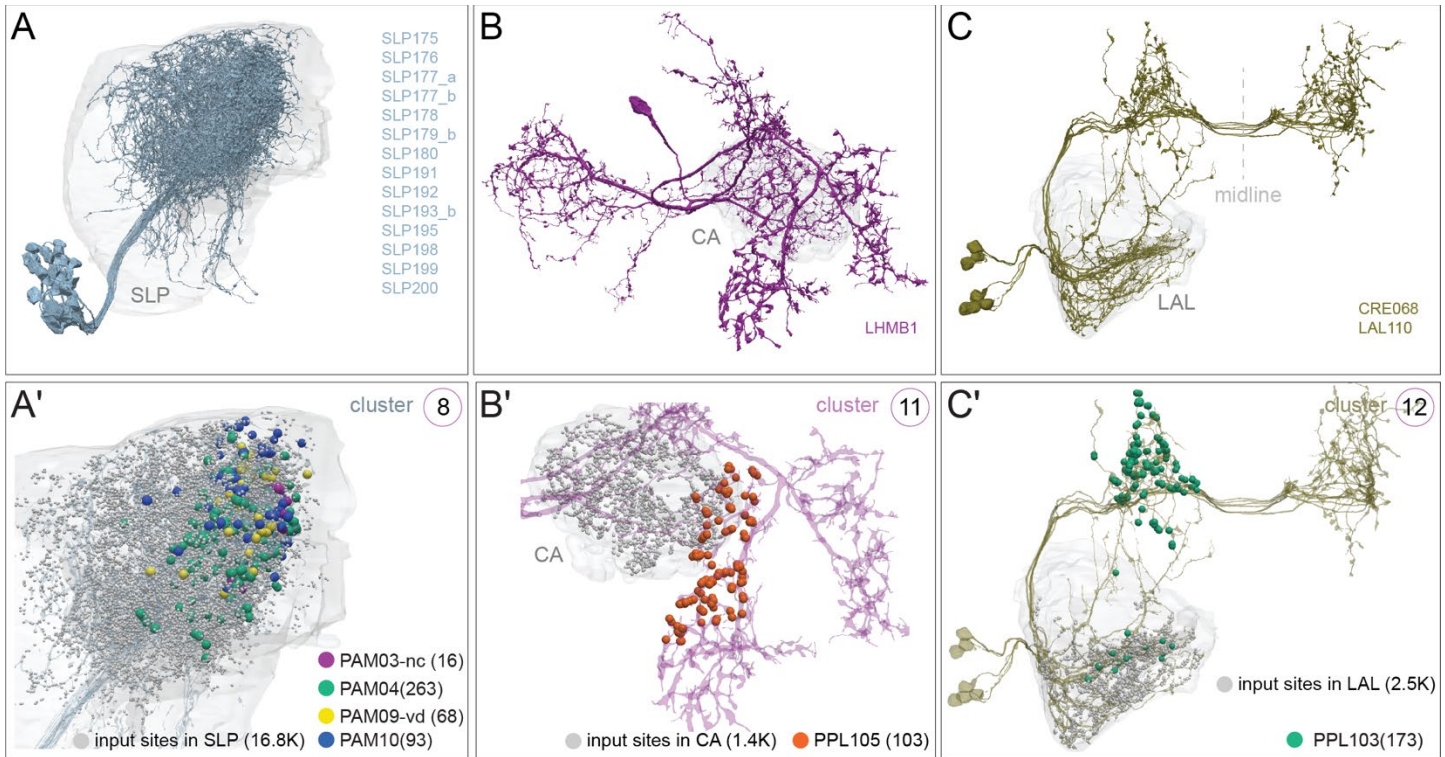 A
SLP175
SLP176
SLP177_a
SLP177_b
SLP178
SLP179_b
SLP180
SLP191
SLP192
SLP193_b
SLP195
SLP198
SLP199
SLP200
SLP
B
CA
LHMB1
C
midline
LAL
CRE068
LAL110
A'
cluster 8
PAM03-nc (16)
PAM04(263)
PAM09-vd (68)
input sites in SLP (16.8K)
PAM10(93)
B'
cluster 11
CA
input sites in CA (1.4K)
PPL105 (103)
C'
cluster 12
input sites in LAL (2.5K)
PPL103(173)